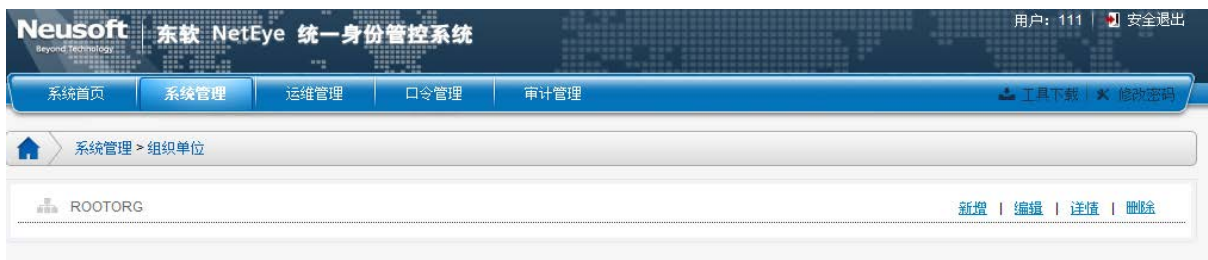 用户：111 安全退出
Neusoft 东软 NetEye 统一身份管控系统
Beyond Technology
系统首页 系统管理 运维管理 口令管理 审计管理 工具下载 修改密码
系统管理 > 组织单位
ROOTORG 新增 | 编辑 | 详情 | 删除